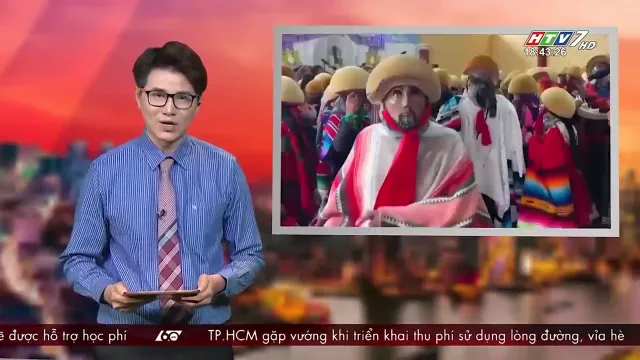 HTV7 HD
18:43:26
ẽ được hỗ trợ học phí 60 TP.HCM gặp vướng khi triển khai thu phí sử dụng lòng đường, vỉa hè